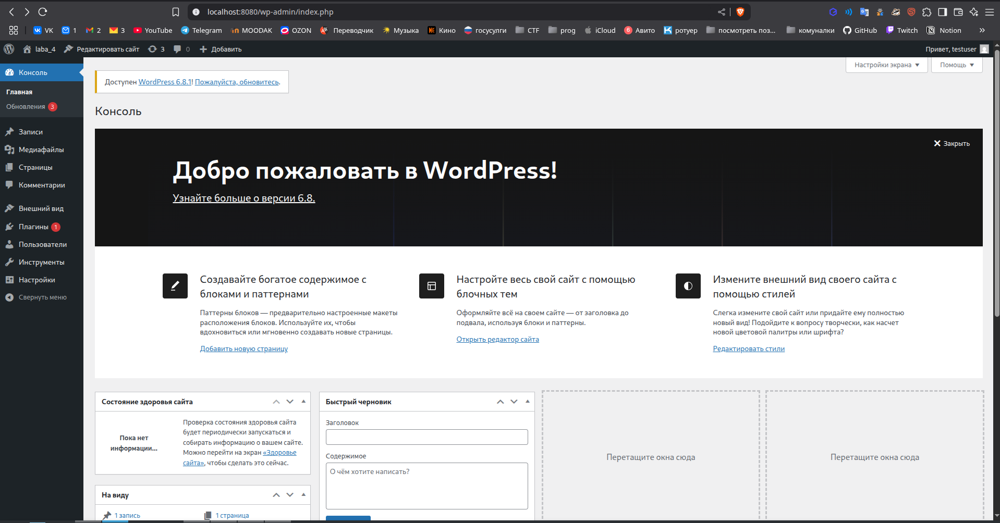 localhost:8080/wp-admin/index.php
VK 1 2 3 YouTube Telegram MOODAK OZON Переводчик Музыка Кино госусулги CTF prog iCloud Авито ротуер посмотреть поз... комуналки GitHub Twitch Notion »
laba_4 Редактировать сайт 3 0 Добавить Привет, testuser
Настройки экрана Помощь
Консоль
Главная
Обновления 3
Записи
Медиафайлы
Страницы
Комментарии
Внешний вид
Плагины 1
Пользователи
Инструменты
Настройки
Свернуть меню
Доступен WordPress 6.8.1! Пожалуйста, обновитесь.
Консоль
Закрыть
Добро пожаловать в WordPress!
Узнайте больше о версии 6.8.
Создавайте богатое содержимое с
блоками и паттернами
Паттерны блоков — предварительно настроенные макеты
расположения блоков. Используйте их, чтобы
вдохновиться или мгновенно создавать новые страницы.
Добавить новую страницу
Настройте весь свой сайт с помощью
блочных тем
Оформляйте всё на своем сайте — от заголовка до
подвала, используя блоки и паттерны.
Открыть редактор сайта
Измените внешний вид своего сайта с
помощью стилей
Слегка измените свой сайт или придайте ему полностью
новый вид! Подойдите к вопросу творчески, как насчет
новой цветовой палитры или шрифта?
Редактировать стили
Состояние здоровья сайта
Пока нет
информации...
Проверка состояния здоровья сайта
будет периодически запускаться и
собирать информацию о вашем сайте.
Можно перейти на экран «Здоровье
сайта», чтобы сделать это сейчас.
На виду
1 запись
1 страница
Быстрый черновик
Заголовок
Содержимое
О чём хотите написать?
Перетащите окна сюда
Перетащите окна сюда